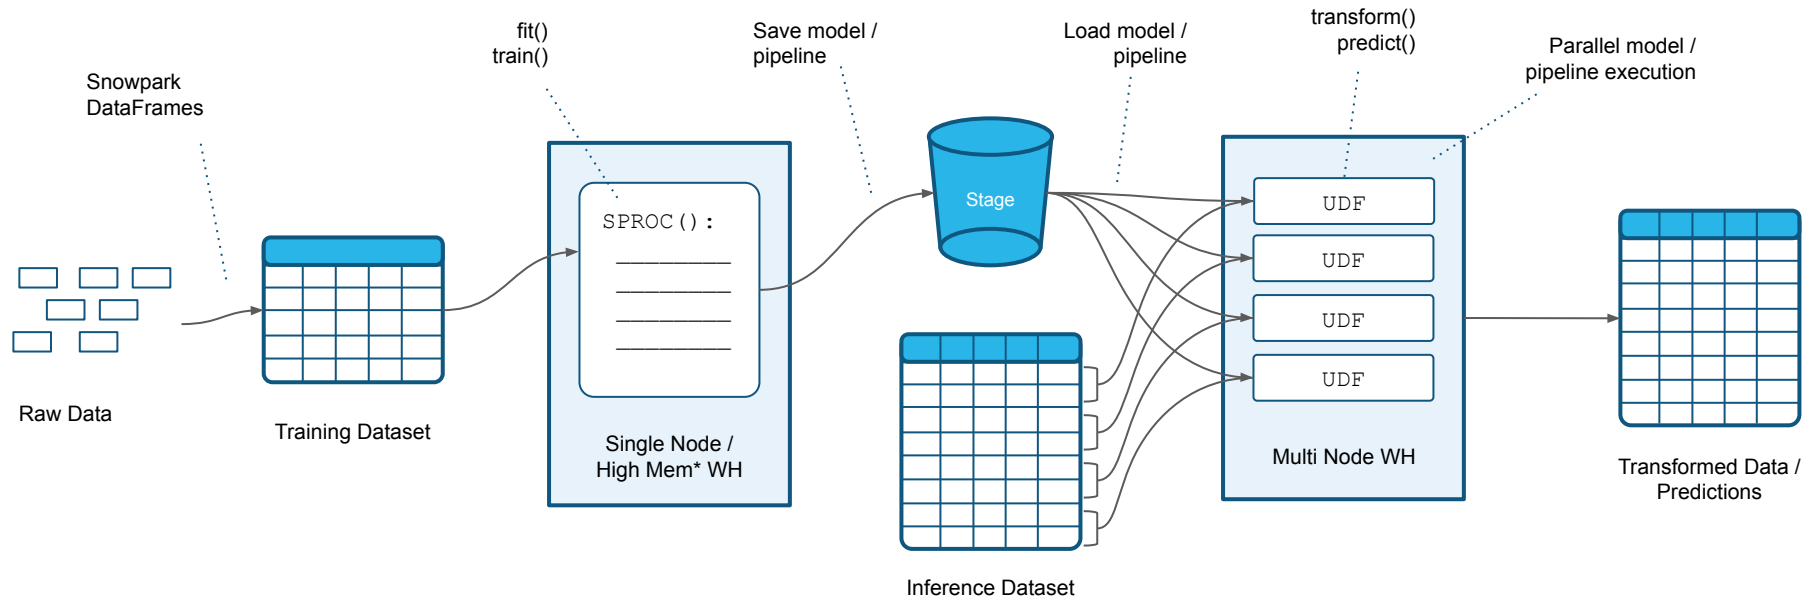 Snowpark
DataFrames
fit()
train()
Save model /
pipeline
Load model /
pipeline
transform()
predict()
Parallel model /
pipeline execution
Raw Data
Training Dataset
SPROC():
Single Node /
High Mem* WH
Stage
Inference Dataset
UDF
UDF
UDF
UDF
Multi Node WH
Transformed Data /
Predictions